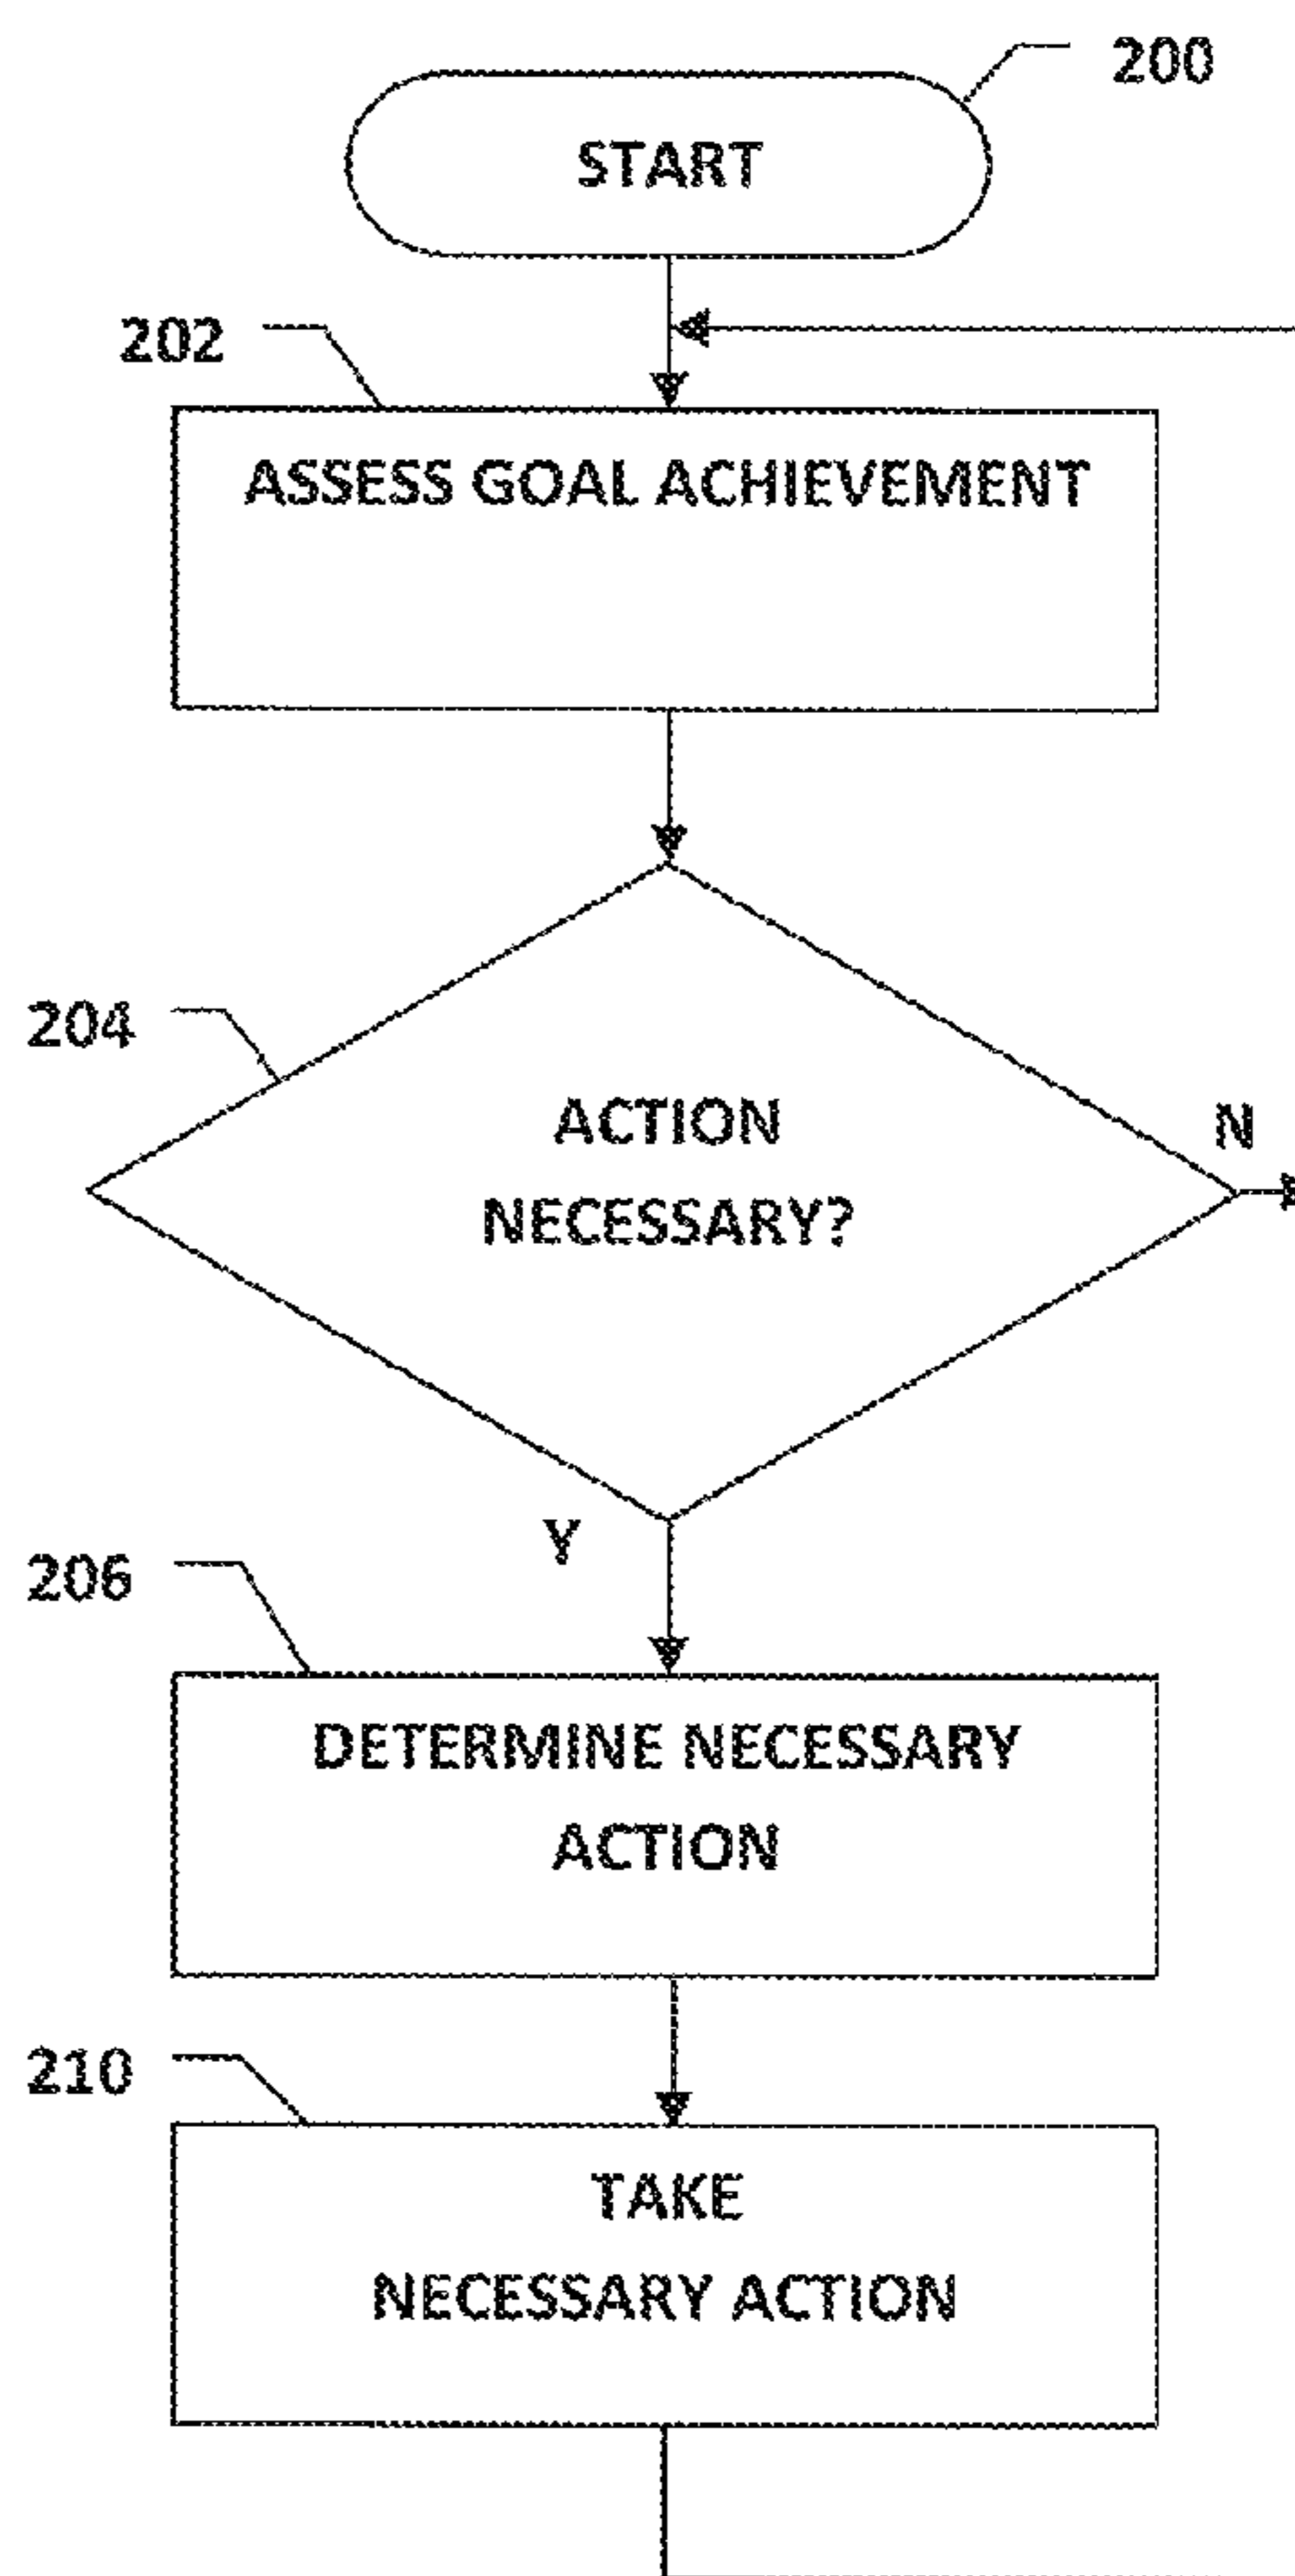 200
START
202
ASSESS GOAL ACHIEVEMENT
204
ACTION
NECESSARY?
N
Y
206
DETERMINE NECESSARY
ACTION
210
TAKE
NECESSARY ACTION